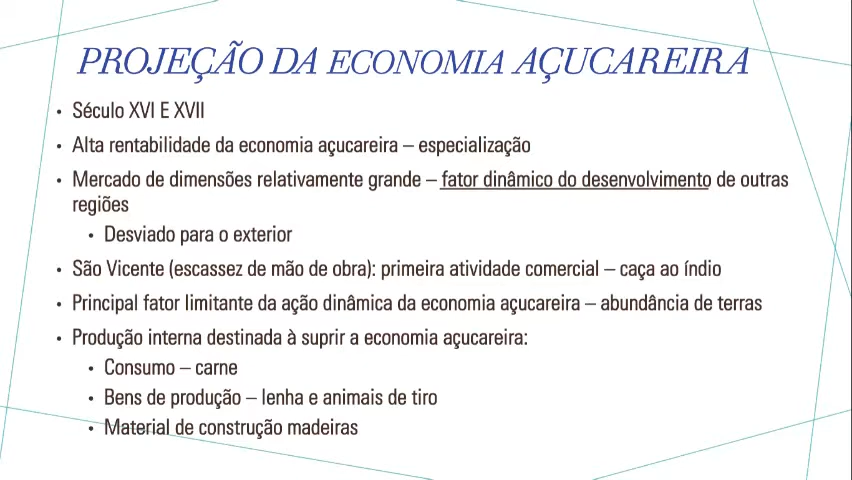 PROJEÇÃO DA ECONOMIA AÇUCAREIRA
• Século XVI E XVII
• Alta rentabilidade da economia açucareira – especialização
• Mercado de dimensões relativamente grande – fator dinâmico do desenvolvimento de outras
regiões
• Desviado para o exterior
• São Vicente (escassez de mão de obra): primeira atividade comercial – caça ao índio
• Principal fator limitante da ação dinâmica da economia açucareira – abundância de terras
• Produção interna destinada à suprir a economia açucareira:
• Consumo – carne
• Bens de produção – lenha e animais de tiro
• Material de construção madeiras